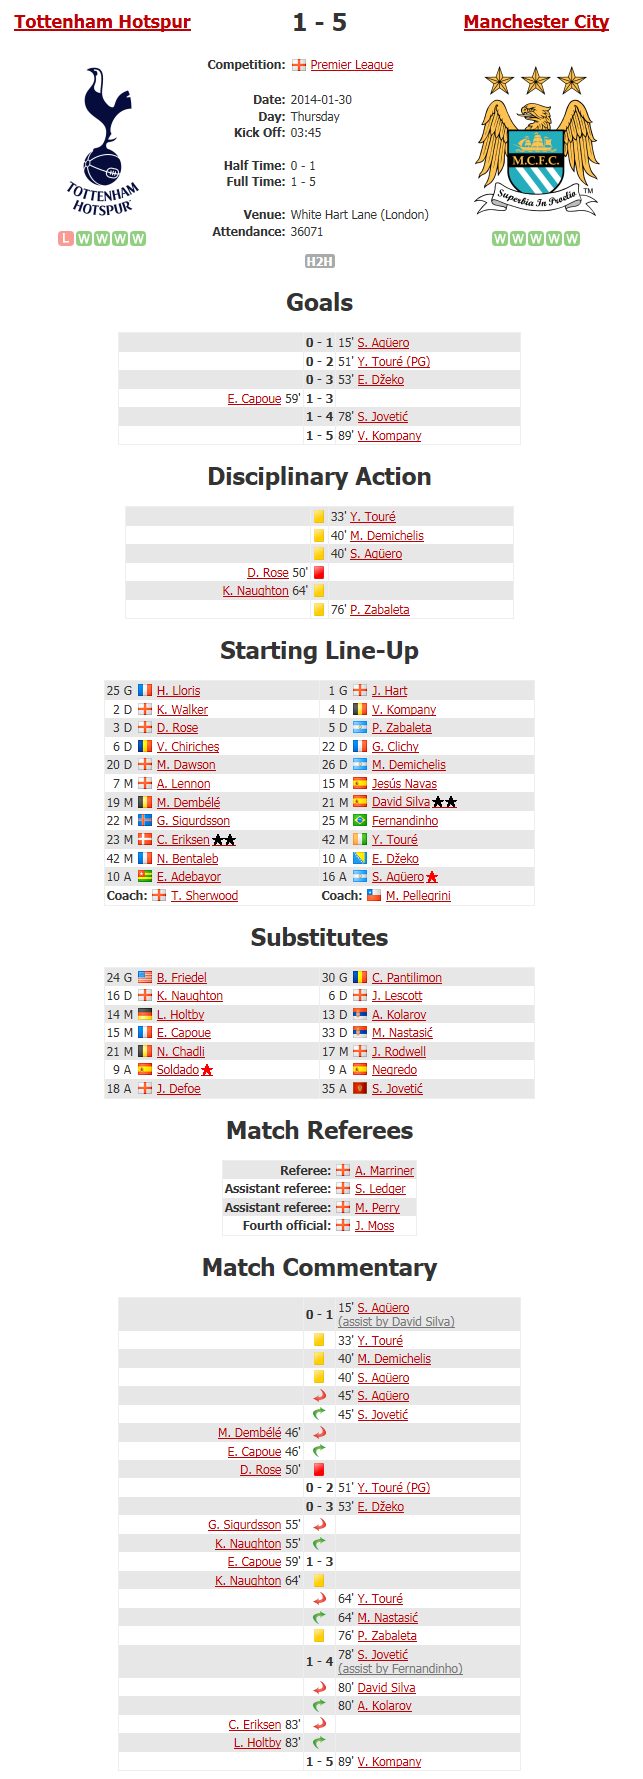 Tottenham Hotspur 1 - 5 Manchester City
Competition: Premier League
Date: 2014-01-30
Day: Thursday
Kick Off: 03:45
Half Time: 0 - 1
Full Time: 1 - 5
Venue: White Hart Lane (London)
Attendance: 36071
TOTTENHAM
HOTSPUR
M.C.F.C.
Superbia In Proelio
TM
L W W W W
W W W W W
H2H
Goals
0 - 1 15' S. Agüero
0 - 2 51' Y. Touré (PG)
0 - 3 53' E. Džeko
E. Capoue 59' 1 - 3
1 - 4 78' S. Jovetić
1 - 5 89' V. Kompany
Disciplinary Action
33' Y. Touré
40' M. Demichelis
40' S. Agüero
D. Rose 50'
K. Naughton 64'
76' P. Zabaleta
Starting Line-Up
25 G H. Lloris 1 G J. Hart
2 D K. Walker 4 D V. Kompany
3 D D. Rose 5 D P. Zabaleta
6 D V. Chiriches 22 D G. Clichy
20 D M. Dawson 26 D M. Demichelis
7 M A. Lennon 15 M Jesús Navas
19 M M. Dembélé 21 M David Silva
22 M G. Sigurdsson 25 M Fernandinho
23 M C. Eriksen 42 M Y. Touré
42 M N. Bentaleb 10 A E. Džeko
10 A E. Adebayor 16 A S. Agüero
Coach: T. Sherwood Coach: M. Pellegrini
Substitutes
24 G B. Friedel 30 G C. Pantilimon
16 D K. Naughton 6 D J. Lescott
14 M L. Holtby 13 D A. Kolarov
15 M E. Capoue 33 D M. Nastasić
21 M N. Chadli 17 M J. Rodwell
9 A Soldado 9 A Negredo
18 A J. Defoe 35 A S. Jovetić
Match Referees
Referee: A. Marriner
Assistant referee: S. Ledger
Assistant referee: M. Perry
Fourth official: J. Moss
Match Commentary
0 - 1 15' S. Agüero
(assist by David Silva)
33' Y. Touré
40' M. Demichelis
40' S. Agüero
45' S. Agüero
45' S. Jovetić
M. Dembélé 46'
E. Capoue 46'
D. Rose 50'
0 - 2 51' Y. Touré (PG)
0 - 3 53' E. Džeko
G. Sigurdsson 55'
K. Naughton 55'
E. Capoue 59' 1 - 3
K. Naughton 64'
64' Y. Touré
64' M. Nastasić
76' P. Zabaleta
1 - 4 78' S. Jovetić
(assist by Fernandinho)
80' David Silva
80' A. Kolarov
C. Eriksen 83'
L. Holtby 83'
1 - 5 89' V. Kompany